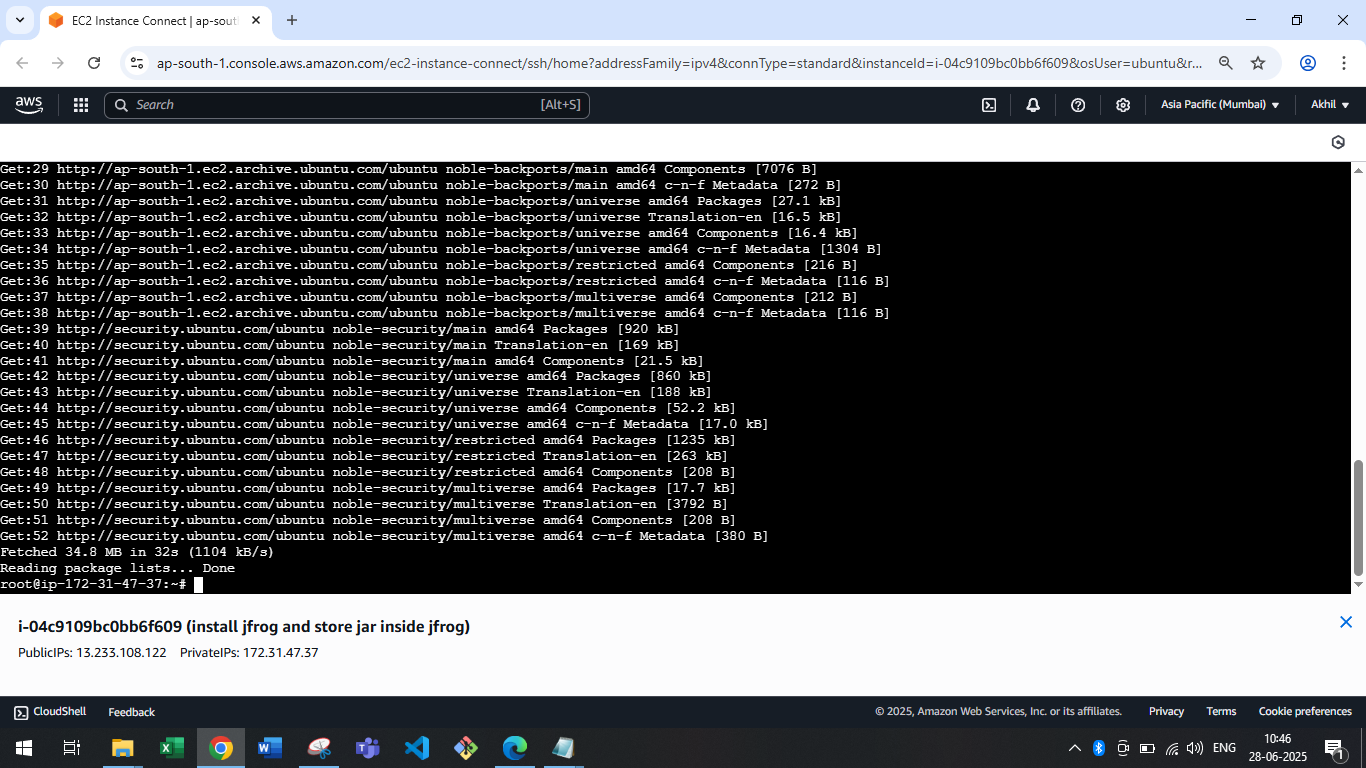 EC2 Instance Connect | ap-sout
ap-south-1.console.aws.amazon.com/ec2-instance-connect/ssh/home?addressFamily=ipv4&connType=standard&instanceId=i-04c9109bc0bb6f609&osUser=ubuntu&r...
aws Search [Alt+S] Asia Pacific (Mumbai) Akhil
Get:29 http://ap-south-1.ec2.archive.ubuntu.com/ubuntu noble-backports/main amd64 Components [7076 B]
Get:30 http://ap-south-1.ec2.archive.ubuntu.com/ubuntu noble-backports/main amd64 c-n-f Metadata [272 B]
Get:31 http://ap-south-1.ec2.archive.ubuntu.com/ubuntu noble-backports/universe amd64 Packages [27.1 kB]
Get:32 http://ap-south-1.ec2.archive.ubuntu.com/ubuntu noble-backports/universe Translation-en [16.5 kB]
Get:33 http://ap-south-1.ec2.archive.ubuntu.com/ubuntu noble-backports/universe amd64 Components [16.4 kB]
Get:34 http://ap-south-1.ec2.archive.ubuntu.com/ubuntu noble-backports/universe amd64 c-n-f Metadata [1304 B]
Get:35 http://ap-south-1.ec2.archive.ubuntu.com/ubuntu noble-backports/restricted amd64 Components [216 B]
Get:36 http://ap-south-1.ec2.archive.ubuntu.com/ubuntu noble-backports/restricted amd64 c-n-f Metadata [116 B]
Get:37 http://ap-south-1.ec2.archive.ubuntu.com/ubuntu noble-backports/multiverse amd64 Components [212 B]
Get:38 http://ap-south-1.ec2.archive.ubuntu.com/ubuntu noble-backports/multiverse amd64 c-n-f Metadata [116 B]
Get:39 http://security.ubuntu.com/ubuntu noble-security/main amd64 Packages [920 kB]
Get:40 http://security.ubuntu.com/ubuntu noble-security/main Translation-en [169 kB]
Get:41 http://security.ubuntu.com/ubuntu noble-security/main amd64 Components [21.5 kB]
Get:42 http://security.ubuntu.com/ubuntu noble-security/universe amd64 Packages [860 kB]
Get:43 http://security.ubuntu.com/ubuntu noble-security/universe Translation-en [188 kB]
Get:44 http://security.ubuntu.com/ubuntu noble-security/universe amd64 Components [52.2 kB]
Get:45 http://security.ubuntu.com/ubuntu noble-security/universe amd64 c-n-f Metadata [17.0 kB]
Get:46 http://security.ubuntu.com/ubuntu noble-security/restricted amd64 Packages [1235 kB]
Get:47 http://security.ubuntu.com/ubuntu noble-security/restricted Translation-en [263 kB]
Get:48 http://security.ubuntu.com/ubuntu noble-security/restricted amd64 Components [208 B]
Get:49 http://security.ubuntu.com/ubuntu noble-security/multiverse amd64 Packages [17.7 kB]
Get:50 http://security.ubuntu.com/ubuntu noble-security/multiverse Translation-en [3792 B]
Get:51 http://security.ubuntu.com/ubuntu noble-security/multiverse amd64 Components [208 B]
Get:52 http://security.ubuntu.com/ubuntu noble-security/multiverse amd64 c-n-f Metadata [380 B]
Fetched 34.8 MB in 32s (1104 kB/s)
Reading package lists... Done
root@ip-172-31-47-37:~#
i-04c9109bc0bb6f609 (install jfrog and store jar inside jfrog)
PublicIPs: 13.233.108.122 PrivateIPs: 172.31.47.37
CloudShell Feedback © 2025, Amazon Web Services, Inc. or its affiliates. Privacy Terms Cookie preferences
ENG 10:46
28-06-2025 1